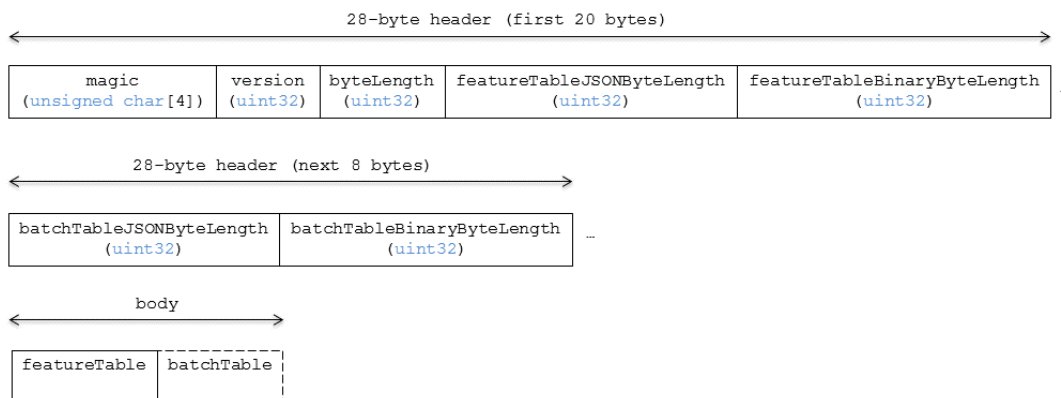 28-byte header (first 20 bytes)
magic version byteLength featureTableJSONByteLength featureTableBinaryByteLength
(unsigned char[4]) (uint32) (uint32) (uint32) (uint32)
28-byte header (next 8 bytes)
batchTableJSONByteLength batchTableBinaryByteLength …
(uint32) (uint32)
body
featureTable batchTable